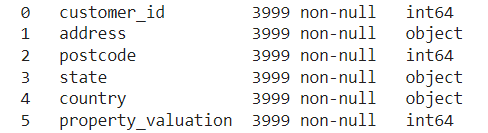 0 customer_id 3999 non-null int64
1 address 3999 non-null object
2 postcode 3999 non-null int64
3 state 3999 non-null object
4 country 3999 non-null object
5 property_valuation 3999 non-null int64